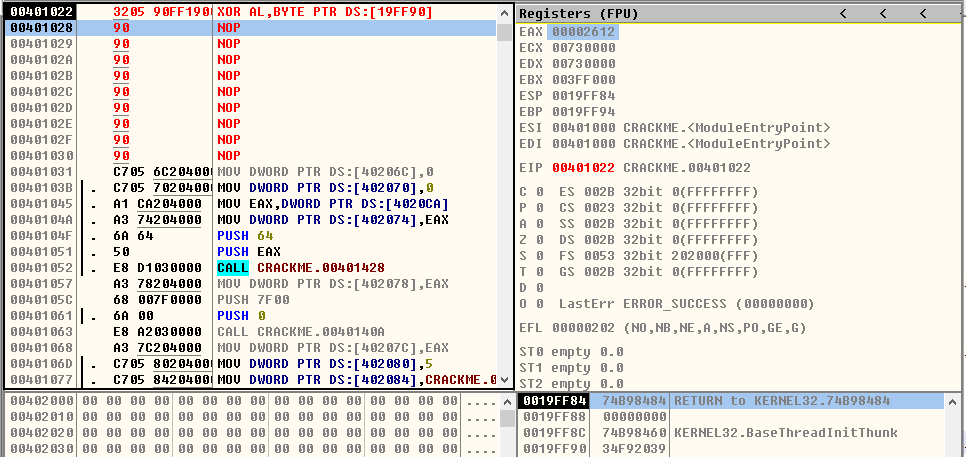 00401022 3205 90FF190 XOR AL,BYTE PTR DS:[19FF90]
00401028 90 NOP
00401029 90 NOP
0040102A 90 NOP
0040102B 90 NOP
0040102C 90 NOP
0040102D 90 NOP
0040102E 90 NOP
0040102F 90 NOP
00401030 90 NOP
00401031 C705 6C204000 MOV DWORD PTR DS:[40206C],0
0040103B . C705 70204000 MOV DWORD PTR DS:[402070],0
00401045 . A1 CA204000 MOV EAX,DWORD PTR DS:[4020CA]
0040104A . A3 74204000 MOV DWORD PTR DS:[402074],EAX
0040104F . 6A 64 PUSH 64
00401051 . 50 PUSH EAX
00401052 . E8 D1030000 CALL CRACKME.00401428
00401057 A3 78204000 MOV DWORD PTR DS:[402078],EAX
0040105C 68 007F0000 PUSH 7F00
00401061 . 6A 00 PUSH 0
00401063 E8 A2030000 CALL CRACKME.0040140A
00401068 A3 7C204000 MOV DWORD PTR DS:[40207C],EAX
0040106D . C705 80204000 MOV DWORD PTR DS:[402080],5
00401077 . C705 84204000 MOV DWORD PTR DS:[402084],CRACKME.0
Registers (FPU) < < <
EAX 00002612
ECX 00730000
EDX 00730000
EBX 003FF000
ESP 0019FF84
EBP 0019FF94
ESI 00401000 CRACKME.<ModuleEntryPoint>
EDI 00401000 CRACKME.<ModuleEntryPoint>
EIP 00401022 CRACKME.00401022
C 0 ES 002B 32bit 0(FFFFFFFF)
P 0 CS 0023 32bit 0(FFFFFFFF)
A 0 SS 002B 32bit 0(FFFFFFFF)
Z 0 DS 002B 32bit 0(FFFFFFFF)
S 0 FS 0053 32bit 202000(FFF)
T 0 GS 002B 32bit 0(FFFFFFFF)
D 0
O 0 LastErr ERROR_SUCCESS (00000000)
EFL 00000202 (NO,NB,NE,A,NS,PO,GE,G)
ST0 empty 0.0
ST1 empty 0.0
ST2 empty 0.0
00402000 00 00 00 00 00 00 00 00 00 00 00 00 00 00 00 00 ....
00402010 00 00 00 00 00 00 00 00 00 00 00 00 00 00 00 00 ....
00402020 00 00 00 00 00 00 00 00 00 00 00 00 00 00 00 00 ....
00402030 00 00 00 00 00 00 00 00 00 00 00 00 00 00 00 00 ....
0019FF84 74B98484 RETURN to KERNEL32.74B98484
0019FF88 00000000
0019FF8C 74B98460 KERNEL32.BaseThreadInitThunk
0019FF90 34F92039